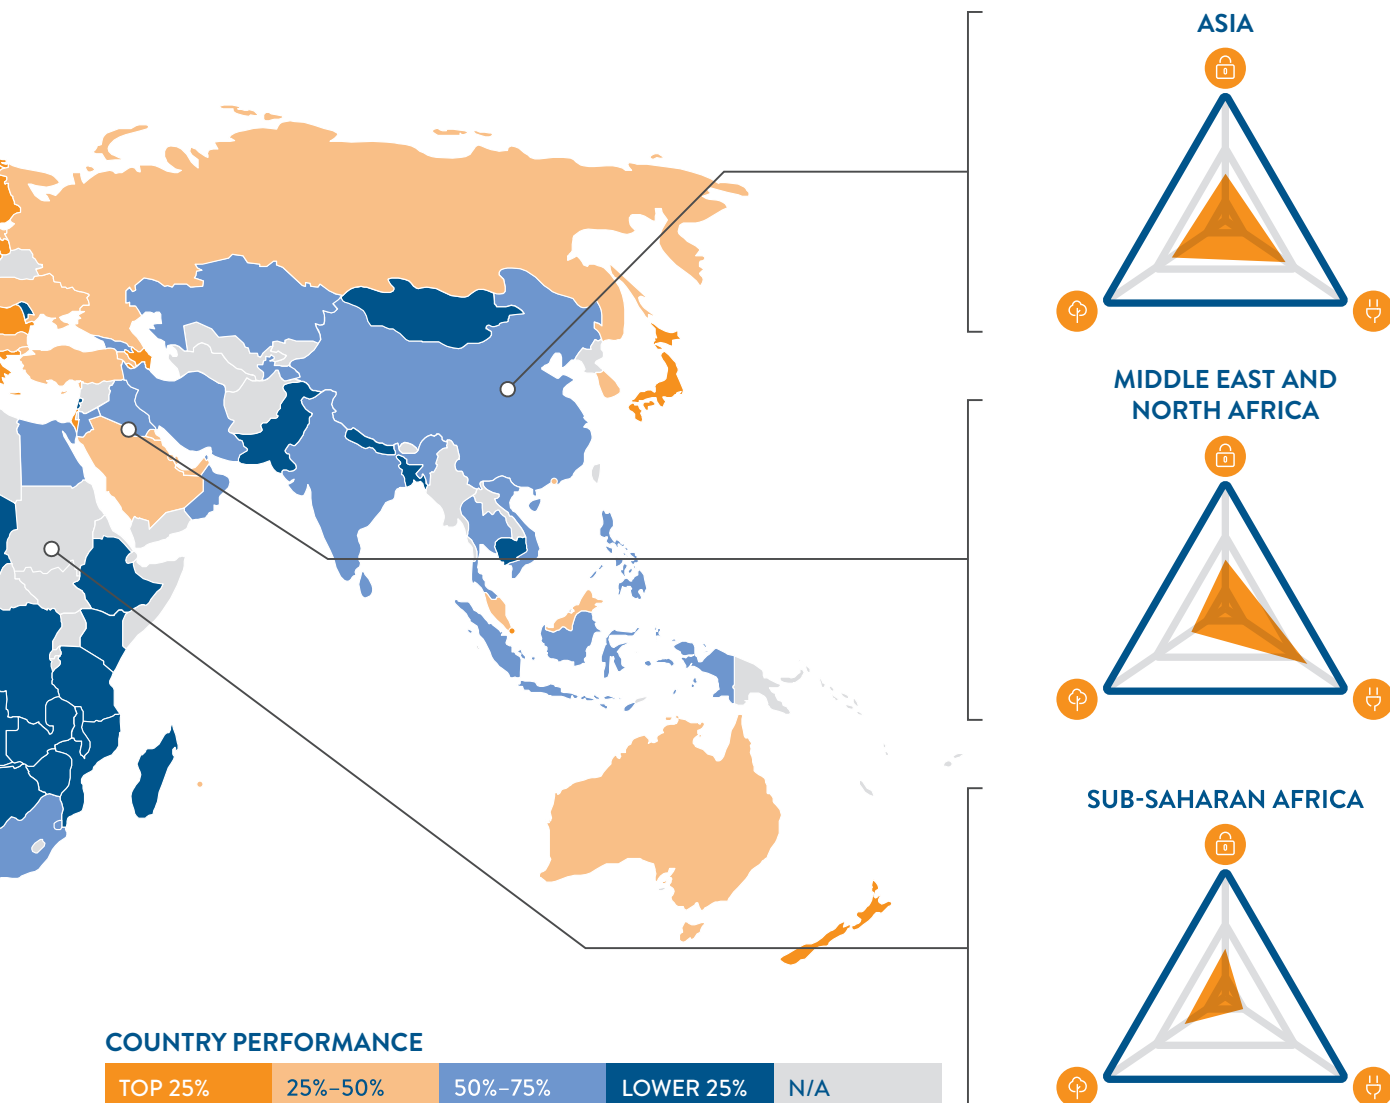 ASIA
MIDDLE EAST AND
NORTH AFRICA
SUB-SAHARAN AFRICA
COUNTRY PERFORMANCE
TOP 25%
25%–50%
50%–75%
LOWER 25%
N/A